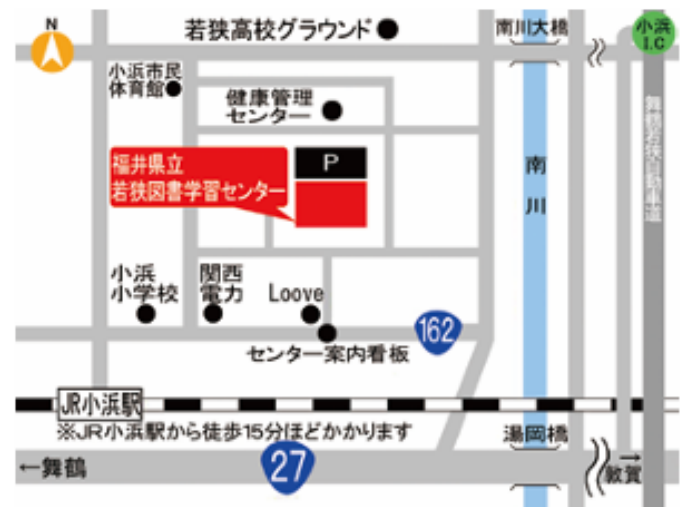 N
若狭高校グラウンド
南川大橋
小浜
I.C
小浜市民
体育館
健康管理
センター
舞鶴若狭自動車道
福井県立
若狭図書学習センター
P
南川
小浜
小学校
関西
電力
Loove
162
センター案内看板
JR小浜駅
※JR小浜駅から徒歩15分ほどかかります
湯岡橋
←舞鶴
27
→
敦賀